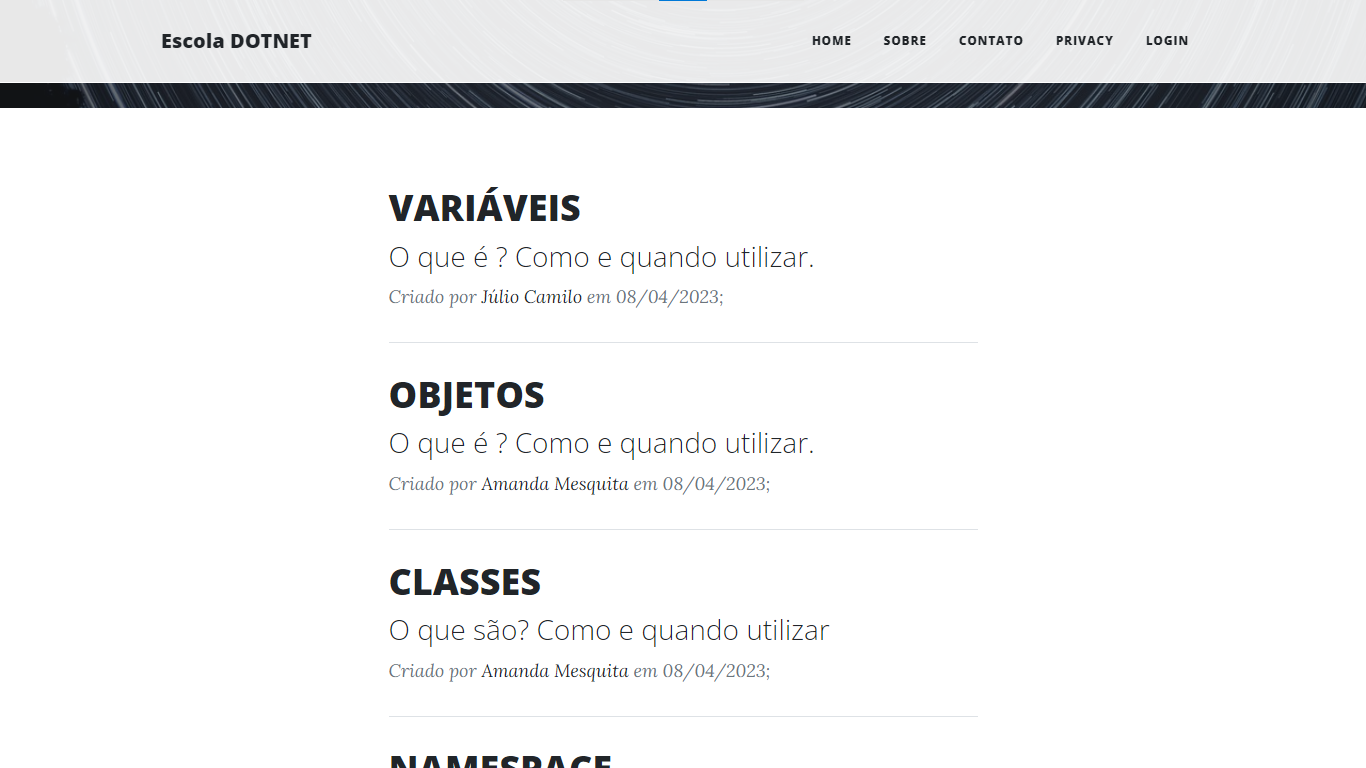 Escola DOTNET HOME SOBRE CONTATO PRIVACY LOGIN
VARIÁVEIS
O que é ? Como e quando utilizar.
Criado por Júlio Camilo em 08/04/2023;
OBJETOS
O que é ? Como e quando utilizar.
Criado por Amanda Mesquita em 08/04/2023;
CLASSES
O que são? Como e quando utilizar
Criado por Amanda Mesquita em 08/04/2023;
NAMESPACE